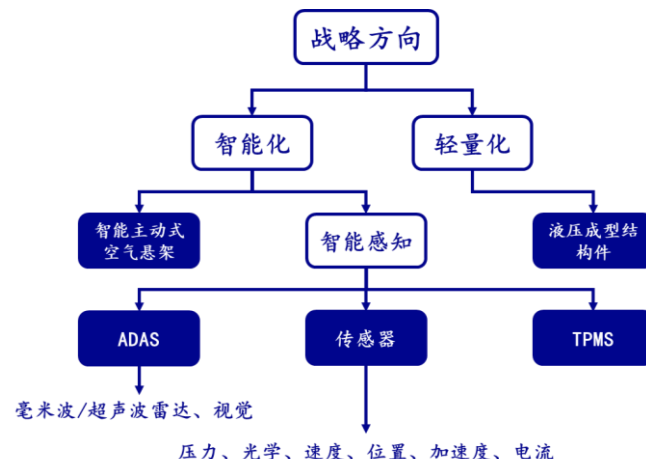 战略方向
智能化
轻量化
智能主动式
空气悬架
智能感知
液压成型结
构件
ADAS
传感器
TPMS
毫米波/超声波雷达、视觉
压力、光学、速度、位置、加速度、电流